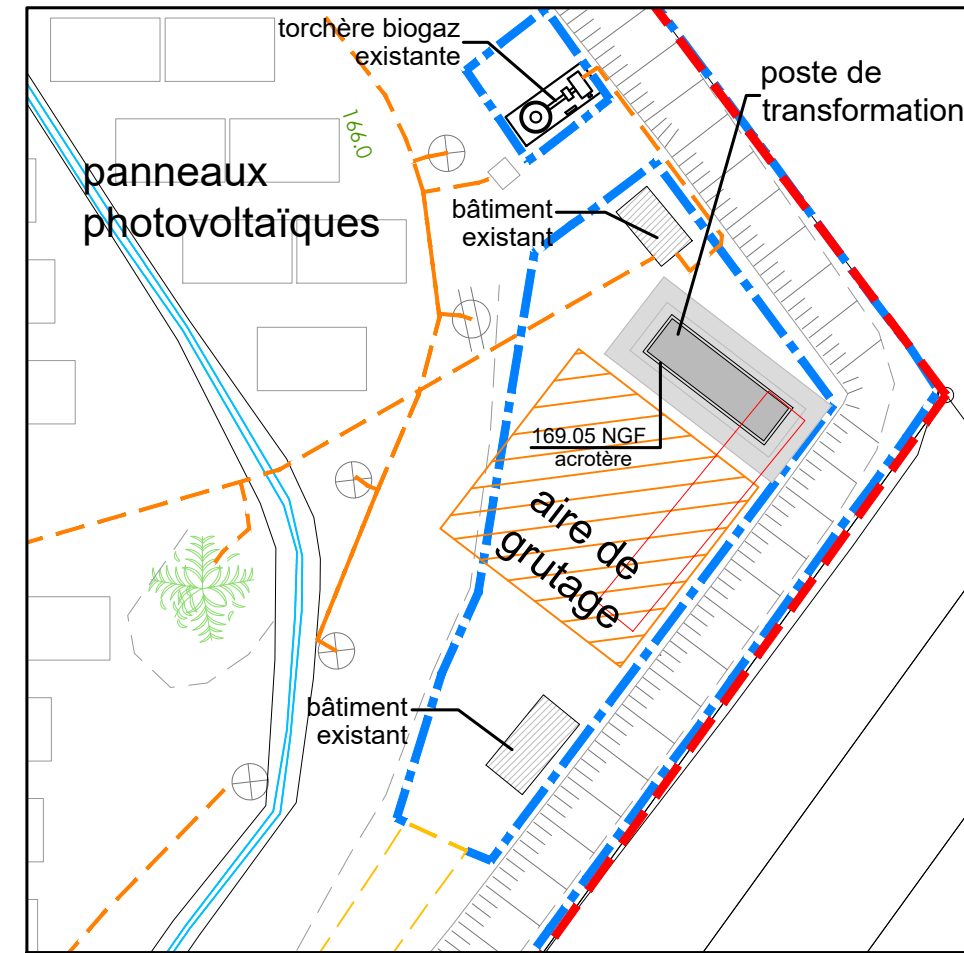 torchère biogaz
existante
poste de
transformation
166.0
panneaux
photovoltaïques
bâtiment
existant
169.05 NGF
acrotère
aire de
grutage
bâtiment
existant